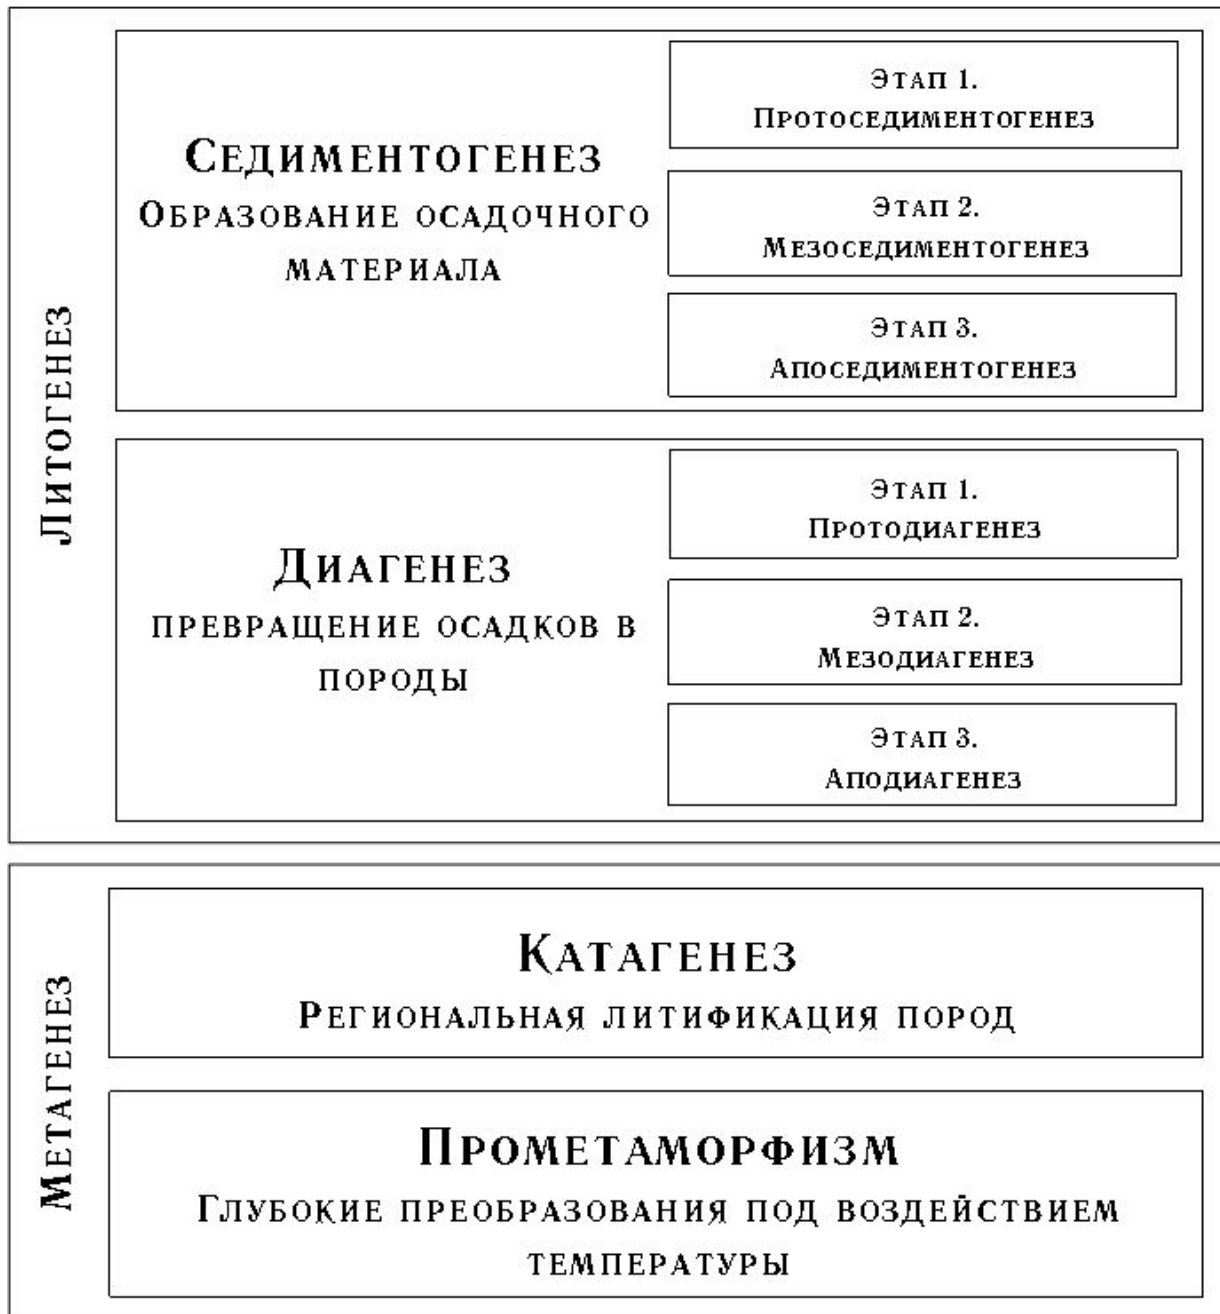 Литогенез
Седиментогенез
Образование осадочного
материала
Этап 1.
Протоседиментогенез
Этап 2.
Мезоседиментогенез
Этап 3.
Апоседиментогенез
Диагенез
превращение осадков в
породы
Этап 1.
Протодиагенез
Этап 2.
Мезодиагенез
Этап 3.
Аподиагенез
Метагенез
Катагенез
Региональная литификация пород
Прометаморфизм
Глубокие преобразования под воздействием
температуры